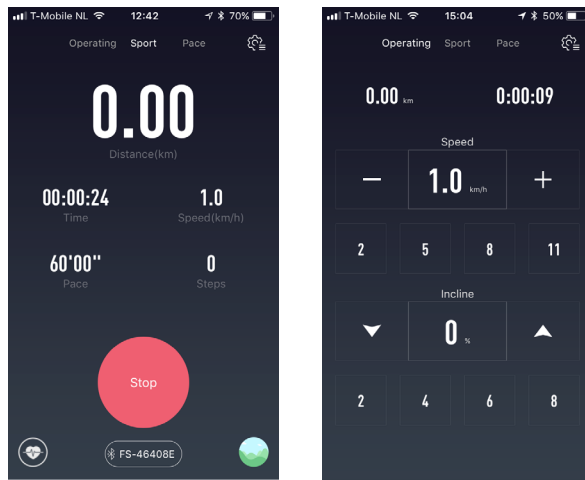 T-Mobile NL 12:42 70%
Operating Sport Pace
0.00
Distance(km)
00:00:24 1.0
Time Speed(km/h)
60'00" 0
Pace Steps
Stop
FS-46408E
T-Mobile NL 15:04 50%
Operating Sport Pace
0.00 km 0:00:09
Speed
− 1.0 km/h +
2 5 8 11
Incline
0 %
2 4 6 8